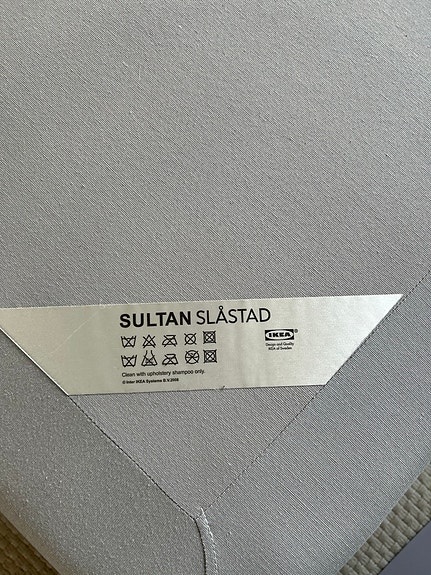 SULTAN SLÅSTAD
IKEA®
Design and Quality
IKEA of Sweden
Clean with upholstery shampoo only.
© Inter IKEA Systems B.V. 2008